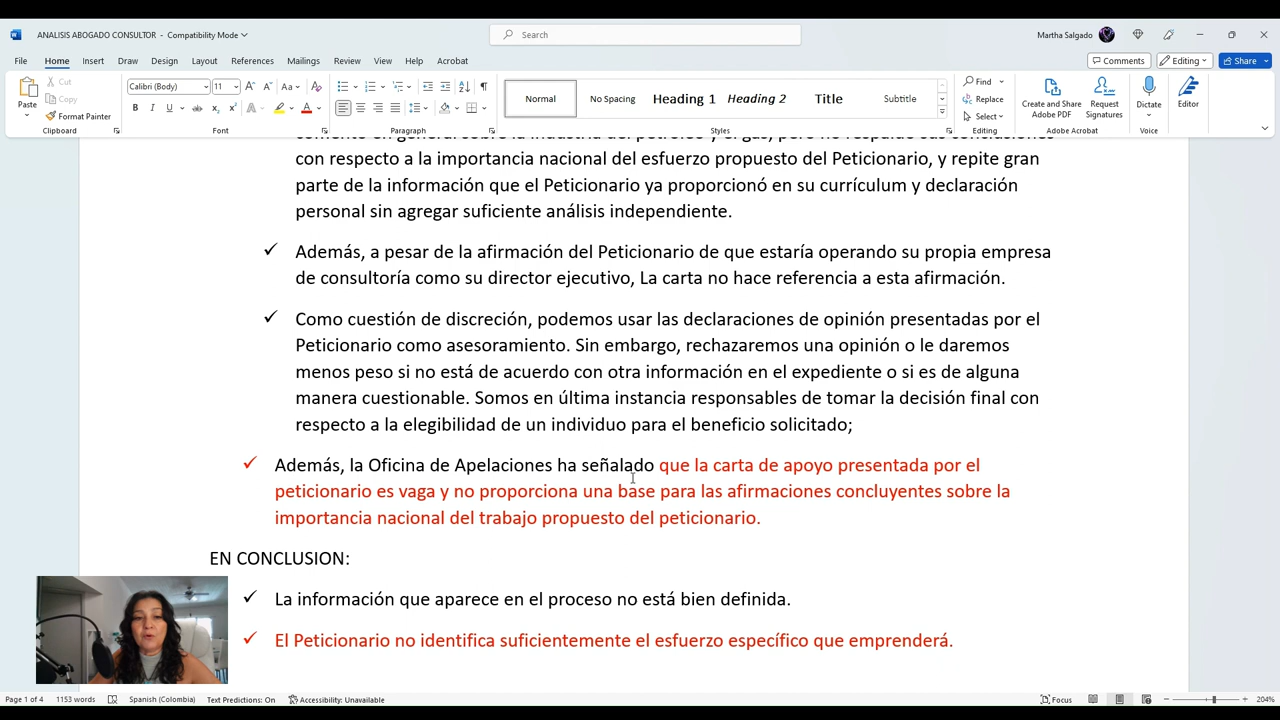 ANALISIS ABOGADO CONSULTOR - Compatibility Mode
Search
Martha Salgado
File Home Insert Draw Design Layout References Mailings Review View Help Acrobat
Comments Editing Share
Paste
Cut
Copy
Format Painter
Clipboard
Calibri (Body) 11
Font
Paragraph
Normal No Spacing Heading 1 Heading 2 Title Subtitle
Styles
Find
Replace
Select
Editing
Create and Share Adobe PDF
Request Signatures
Adobe Acrobat
Dictate
Voice
Editor
con respecto a la importancia nacional del esfuerzo propuesto del Peticionario, y repite gran
parte de la información que el Peticionario ya proporcionó en su currículum y declaración
personal sin agregar suficiente análisis independiente.
✓ Además, a pesar de la afirmación del Peticionario de que estaría operando su propia empresa
de consultoría como su director ejecutivo, La carta no hace referencia a esta afirmación.
✓ Como cuestión de discreción, podemos usar las declaraciones de opinión presentadas por el
Peticionario como asesoramiento. Sin embargo, rechazaremos una opinión o le daremos
menos peso si no está de acuerdo con otra información en el expediente o si es de alguna
manera cuestionable. Somos en última instancia responsables de tomar la decisión final con
respecto a la elegibilidad de un individuo para el beneficio solicitado;
✓ Además, la Oficina de Apelaciones ha señalado que la carta de apoyo presentada por el
peticionario es vaga y no proporciona una base para las afirmaciones concluyentes sobre la
importancia nacional del trabajo propuesto del peticionario.
EN CONCLUSION:
✓ La información que aparece en el proceso no está bien definida.
✓ El Peticionario no identifica suficientemente el esfuerzo específico que emprenderá.
Page 1 of 4 1153 words Spanish (Colombia) Text Predictions: On Accessibility: Unavailable Focus 204%